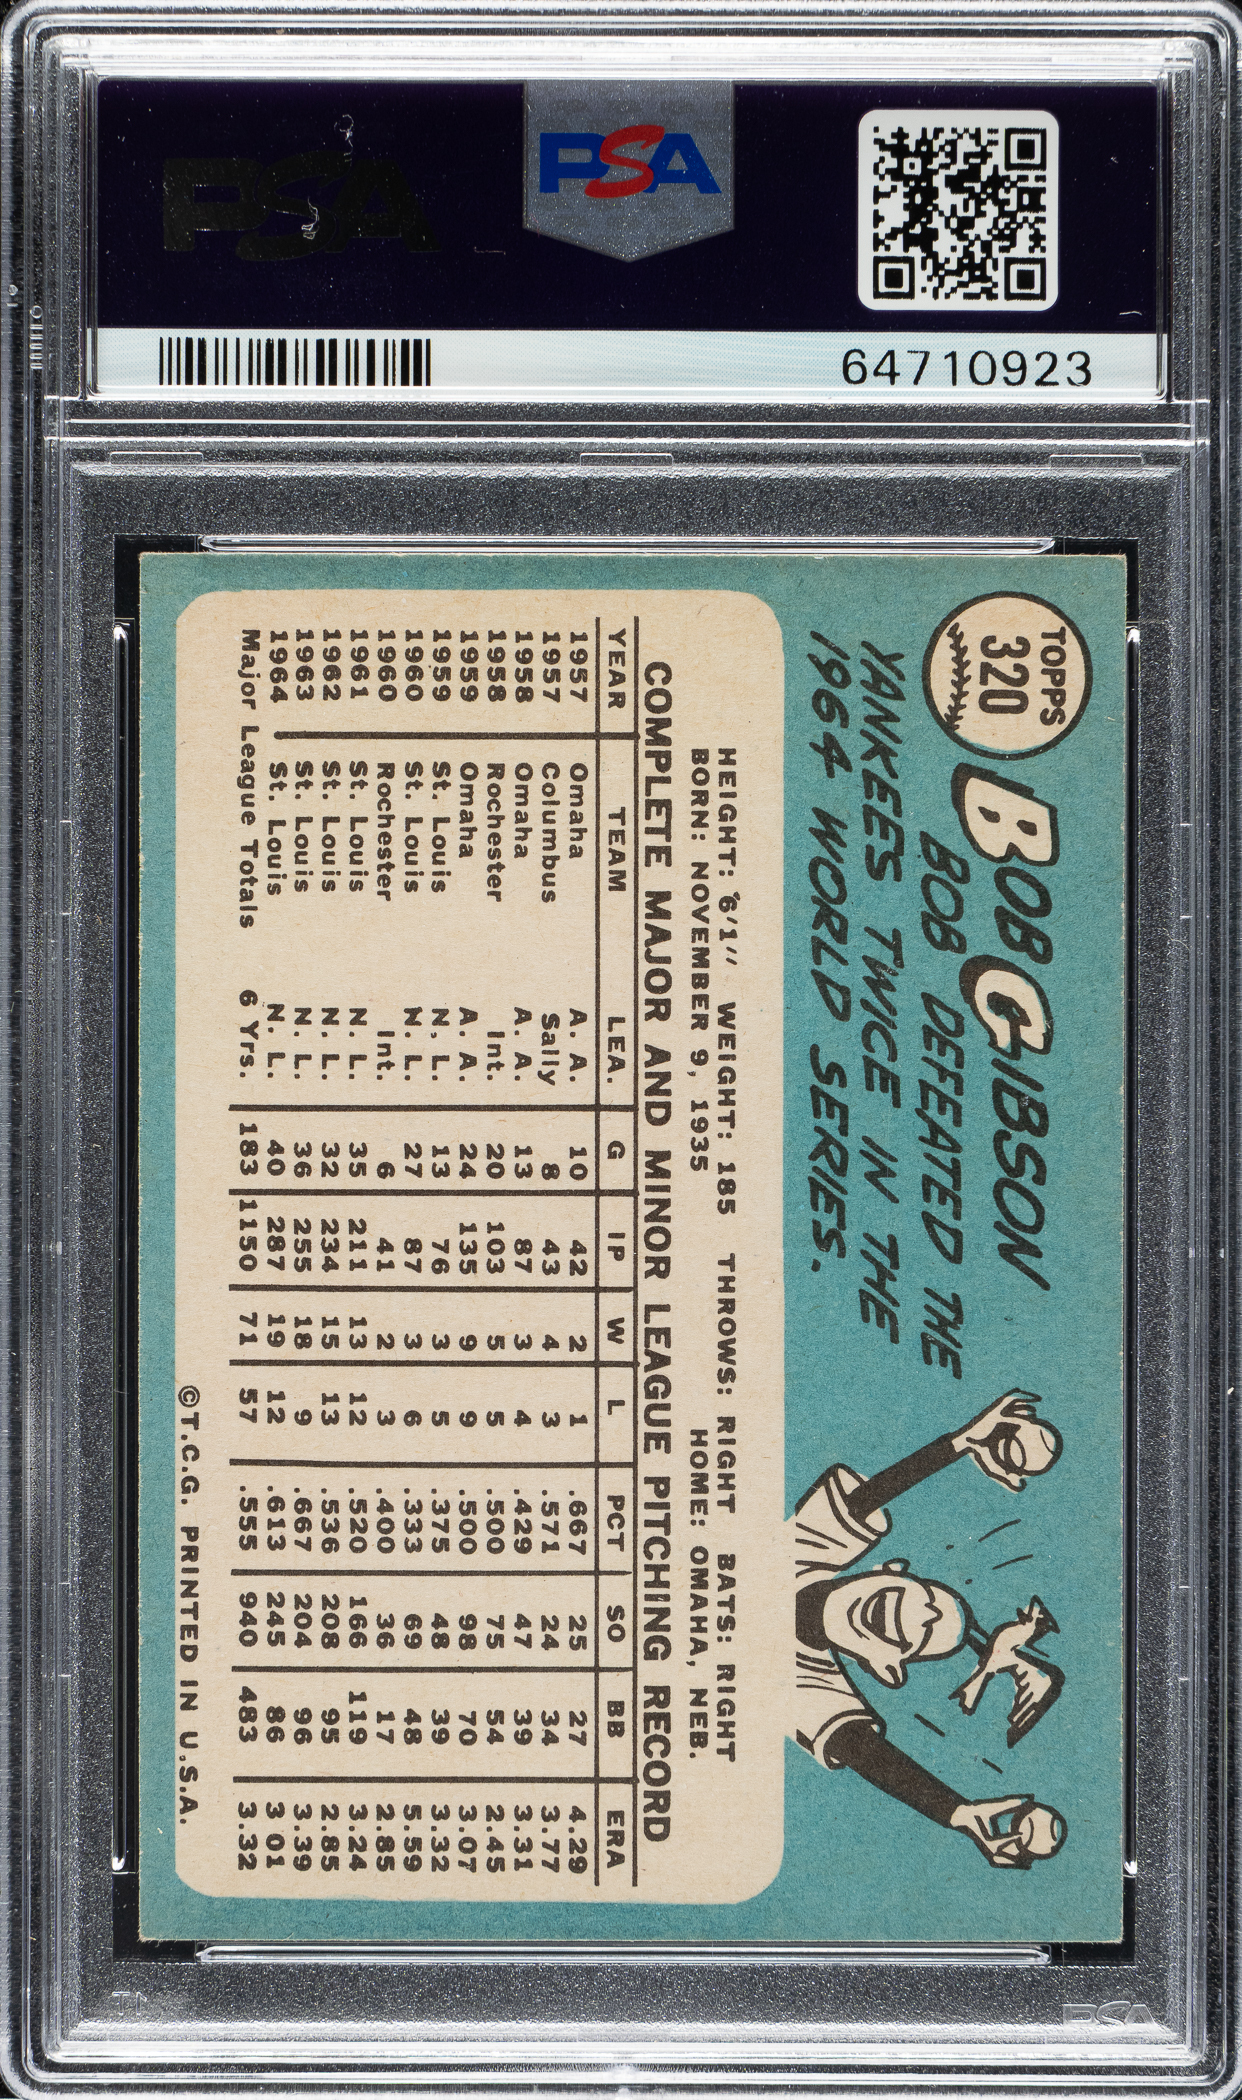 PSA
PSA
64710923
TOPPS
320
BOB GIBSON
BOB DEFEATED THE
YANKEES TWICE IN THE
1964 WORLD SERIES.
HEIGHT: 6'1" WEIGHT: 185 THROWS: RIGHT BATS: RIGHT
BORN: NOVEMBER 9, 1935 HOME: OMAHA, NEB.
COMPLETE MAJOR AND MINOR LEAGUE PITCHING RECORD
YEAR TEAM LEA. G IP W L PCT SO BB ERA
1957 Omaha A. A. 10 42 2 1 .667 25 27 4.29
1957 Columbus Sally 8 43 4 3 .571 24 34 3.77
1958 Omaha A. A. 13 87 3 4 .429 47 39 3.31
1958 Rochester Int. 20 103 5 5 .500 75 54 2.45
1959 Omaha A. A. 24 135 9 9 .500 98 70 3.07
1959 St. Louis N. L. 13 76 3 5 .375 48 39 3.32
1960 St. Louis N. L. 27 87 3 6 .333 69 48 5.59
1960 Rochester Int. 6 41 2 3 .400 36 17 2.85
1961 St. Louis N. L. 35 211 13 12 .520 166 119 3.24
1962 St. Louis N. L. 32 234 15 13 .536 208 95 2.85
1963 St. Louis N. L. 36 255 18 9 .667 204 96 3.39
1964 St. Louis N. L. 40 287 19 12 .613 245 86 3.01
Major League Totals 6 Yrs. 183 1150 71 57 .555 940 483 3.32
©T.C.G. PRINTED IN U.S.A.
PSA